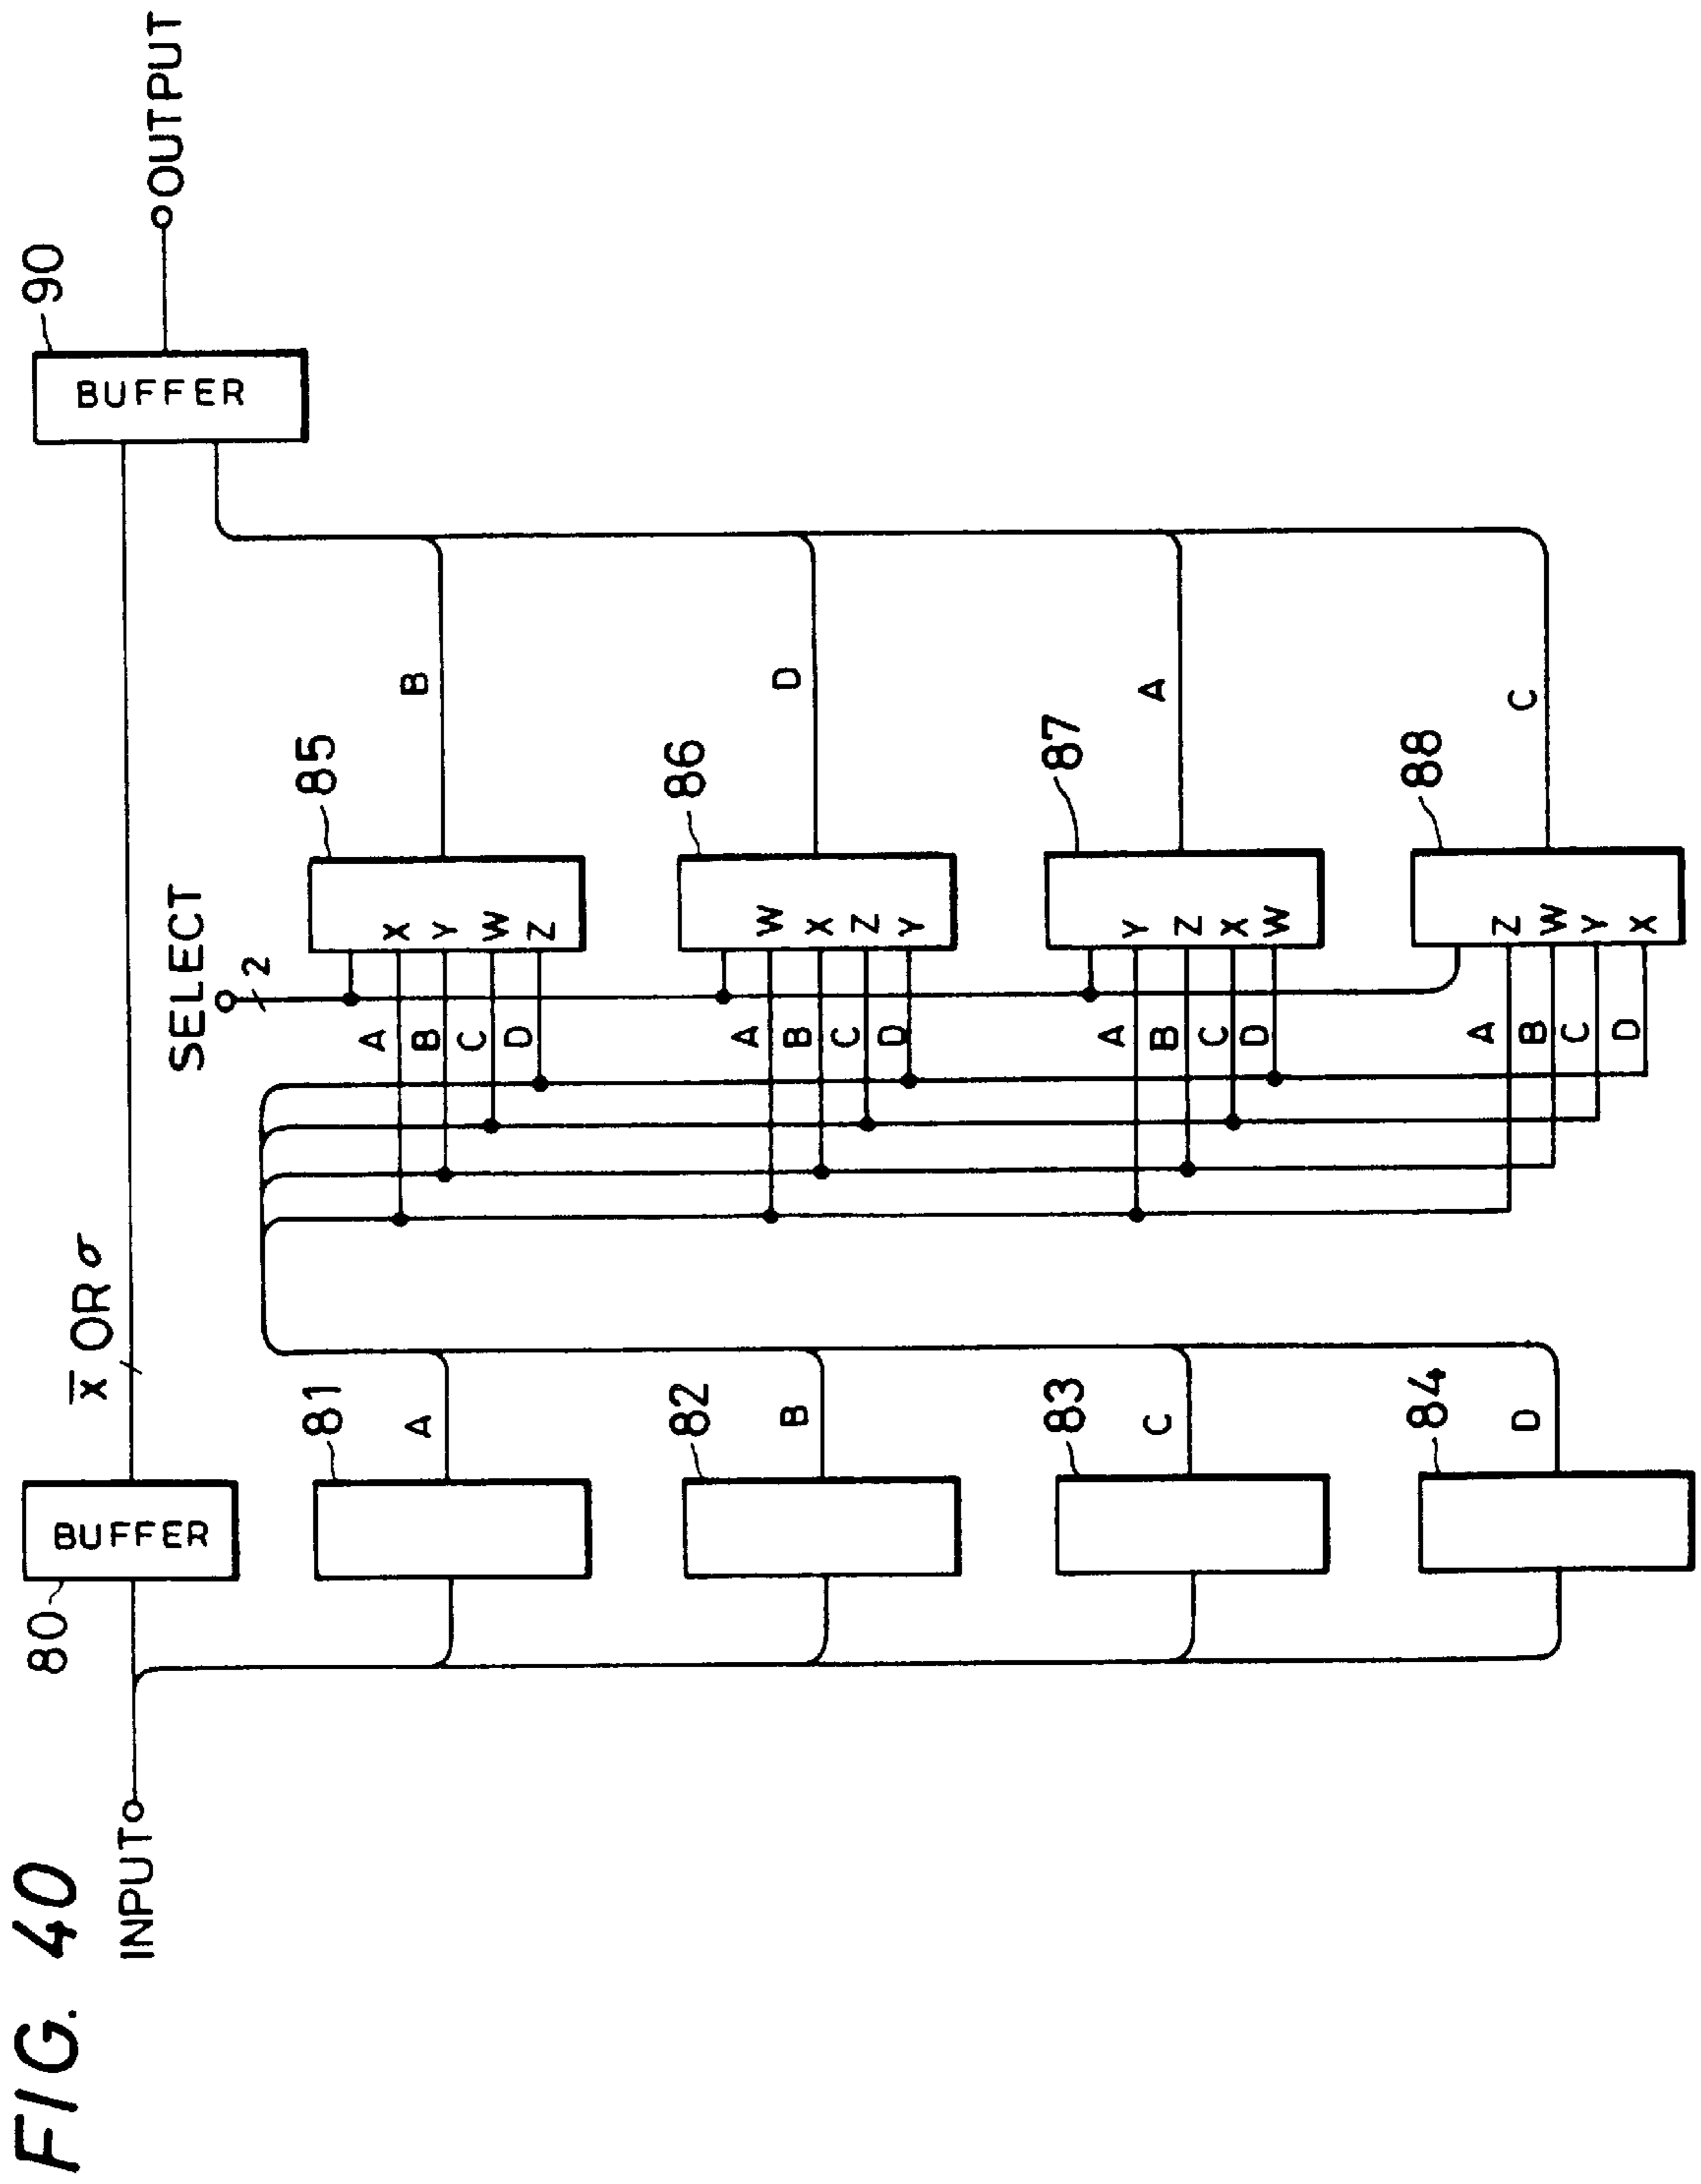 FIG. 40
INPUT
80
BUFFER
x̄ OR σ
90
BUFFER
OUTPUT
SELECT
2
81
A
82
B
83
C
84
D
A
B
C
D
X
Y
W
Z
85
B
A
B
C
D
W
X
Z
Y
86
D
A
B
C
D
Y
Z
X
W
87
A
A
B
C
D
Z
W
Y
X
88
C